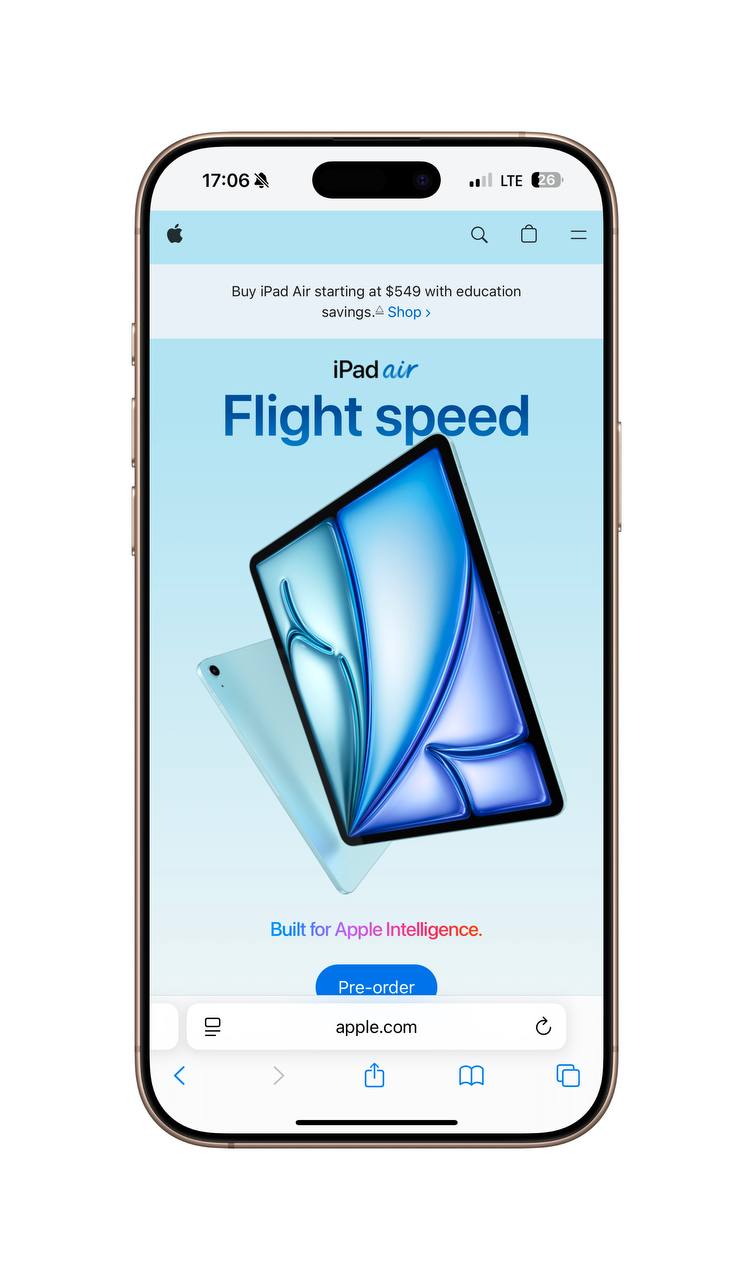 17:06 LTE 26
Buy iPad Air starting at $549 with education
savings.△ Shop ›
iPad air
Flight speed
Built for Apple Intelligence.
Pre-order
apple.com